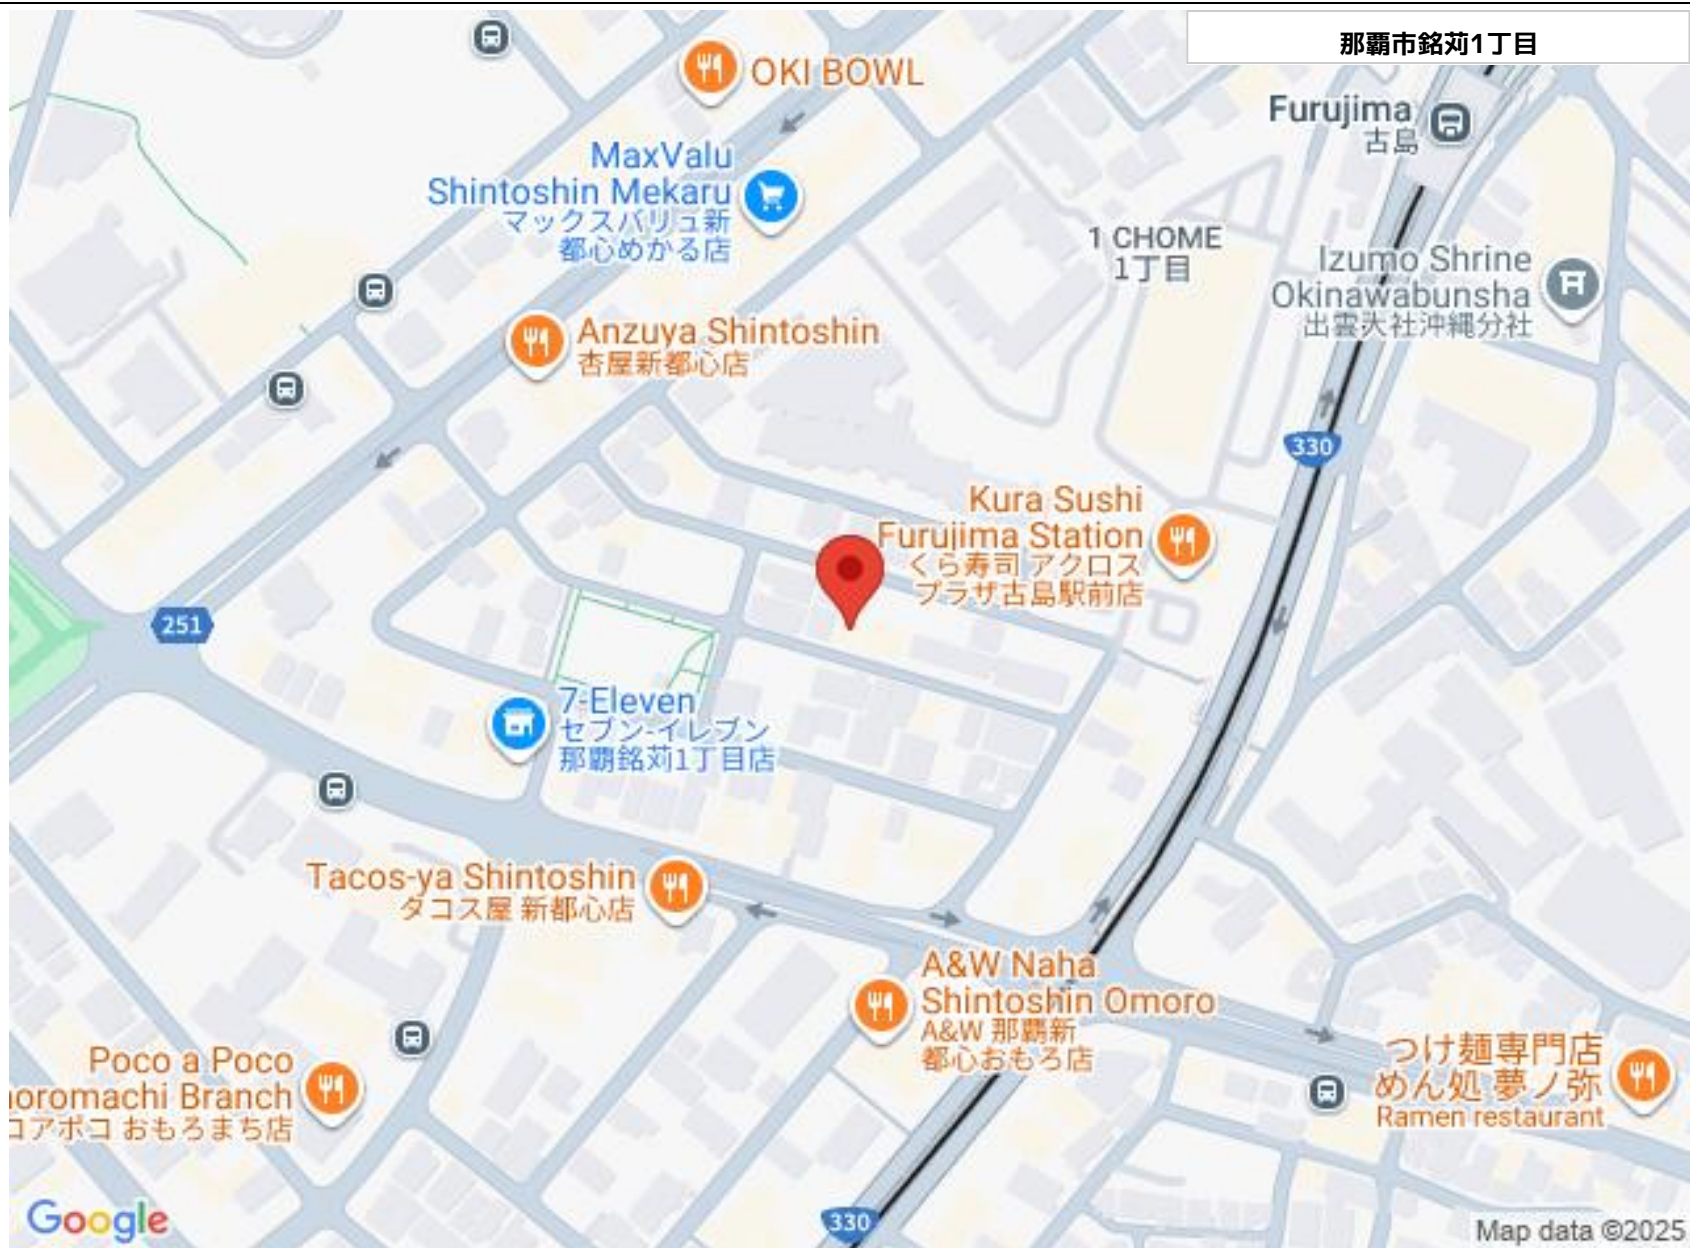 那覇市銘苅1丁目
OKI BOWL
Furujima
古島
MaxValu
Shintoshin Mekaru
マックスバリュ新
都心めかる店
1 CHOME
1丁目
Izumo Shrine
Okinawabunsha
出雲大社沖縄分社
Anzuya Shintoshin
杏屋新都心店
330
Kura Sushi
Furujima Station
くら寿司 アクロス
プラザ古島駅前店
251
7-Eleven
セブン-イレブン
那覇銘苅1丁目店
Tacos-ya Shintoshin
タコス屋 新都心店
A&W Naha
Shintoshin Omoro
A&W 那覇新
都心おもろ店
つけ麺専門店
めん処 夢ノ弥
Ramen restaurant
Poco a Poco
noromachi Branch
コアポコ おもろまち店
330
Google
Map data ©2025